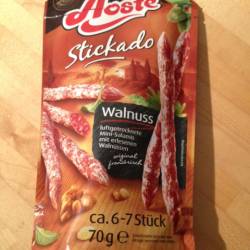 Aoste
Stickado
Walnuss
luftgetrocknete
Mini-Salamis
mit erlesenen
Walnüssen
original
französisch
ca. 6-7 Stück
70g e